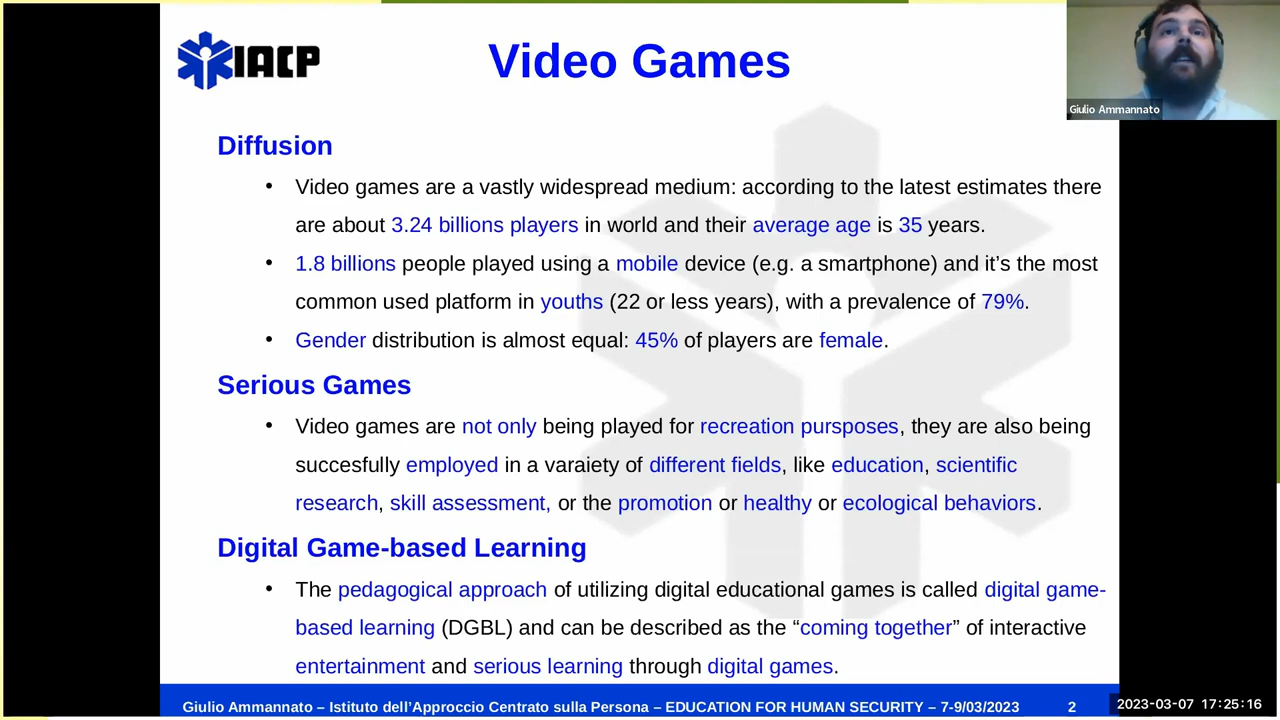 IACP
Video Games
Giulio Ammannato
Diffusion
• Video games are a vastly widespread medium: according to the latest estimates there
are about 3.24 billions players in world and their average age is 35 years.
• 1.8 billions people played using a mobile device (e.g. a smartphone) and it’s the most
common used platform in youths (22 or less years), with a prevalence of 79%.
• Gender distribution is almost equal: 45% of players are female.
Serious Games
• Video games are not only being played for recreation pursposes, they are also being
succesfully employed in a varaiety of different fields, like education, scientific
research, skill assessment, or the promotion or healthy or ecological behaviors.
Digital Game-based Learning
• The pedagogical approach of utilizing digital educational games is called digital game-
based learning (DGBL) and can be described as the “coming together” of interactive
entertainment and serious learning through digital games.
Giulio Ammannato – Istituto dell’Approccio Centrato sulla Persona – EDUCATION FOR HUMAN SECURITY – 7-9/03/2023 2
2023-03-07 17:25:16